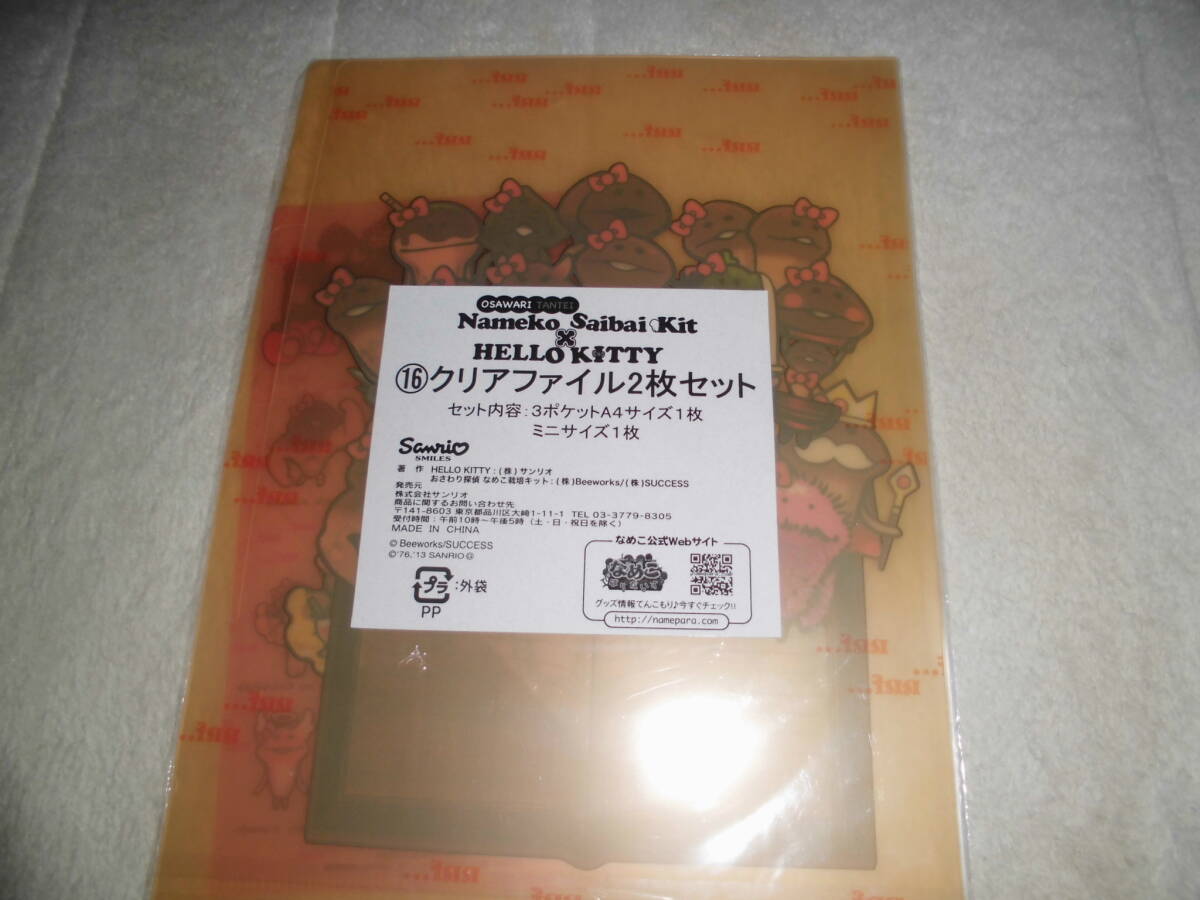 OSAWARI TANTEI
Nameko Saibai Kit
×
HELLO KITTY
⑯クリアファイル2枚セット
セット内容：3ポケットA4サイズ1枚
ミニサイズ1枚
Sanrio
SMILES
著 作 HELLO KITTY：(株)サンリオ
おさわり探偵 なめこ栽培キット：(株)Beeworks/(株)SUCCESS
発売元
株式会社サンリオ
商品に関するお問い合わせ先
〒141-8603 東京都品川区大崎1-11-1 TEL 03-3779-8305
受付時間：午前10時～午後5時（土・日・祝日を除く）
MADE IN CHINA
© Beeworks/SUCCESS
©'76,'13 SANRIO
プラ：外袋
PP
なめこ公式Webサイト
なめこ
グッズ情報てんこもり♪今すぐチェック!!
http://namepara.com